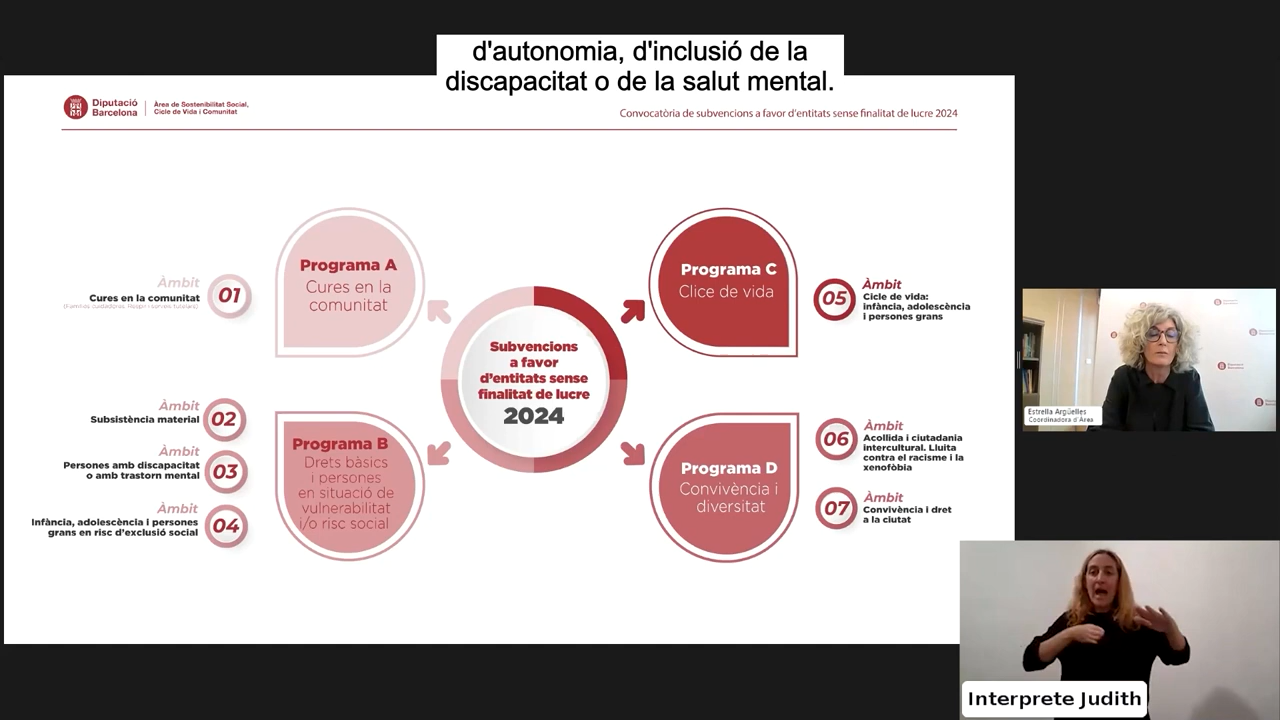 d'autonomia, d'inclusió de la
discapacitat o de la salut mental.
Diputació
Barcelona
Àrea de Sostenibilitat Social,
Cicle de Vida i Comunitat
Convocatòria de subvencions a favor d'entitats sense finalitat de lucre 2024
Àmbit
01
Cures en la comunitat
Programa A
Cures en la
comunitat
Programa C
Clice de vida
05
Àmbit
Cicle de vida:
infància, adolescència
i persones grans
Subvencions
a favor
d'entitats sense
finalitat de lucre
2024
Àmbit
02
Subsistència material
Àmbit
03
Persones amb discapacitat
o amb trastorn mental
Àmbit
04
Infància, adolescència i persones
grans en risc d'exclusió social
Programa B
Drets bàsics
i persones
en situació de
vulnerabilitat
i/o risc social
Programa D
Convivència i
diversitat
06
Àmbit
Acollida i ciutadania
intercultural. Lluita
contra el racisme i la
xenofòbia
07
Àmbit
Convivència i dret
a la ciutat
Estrella Argüelles
Coordinadora d'Àrea
Interprete Judith